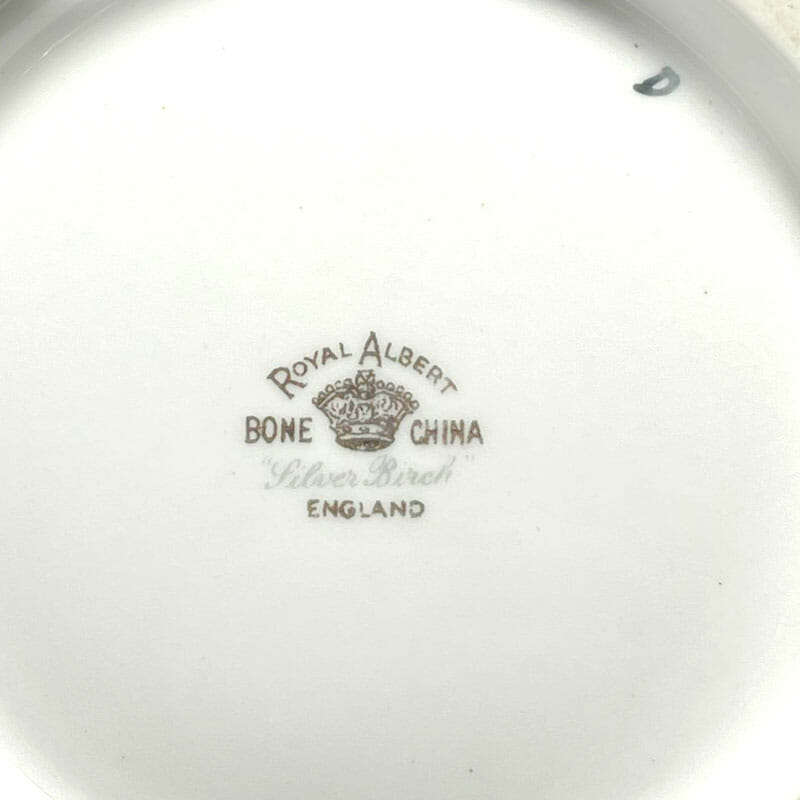 D
ROYAL ALBERT
BONE CHINA
"Silver Birch"
ENGLAND